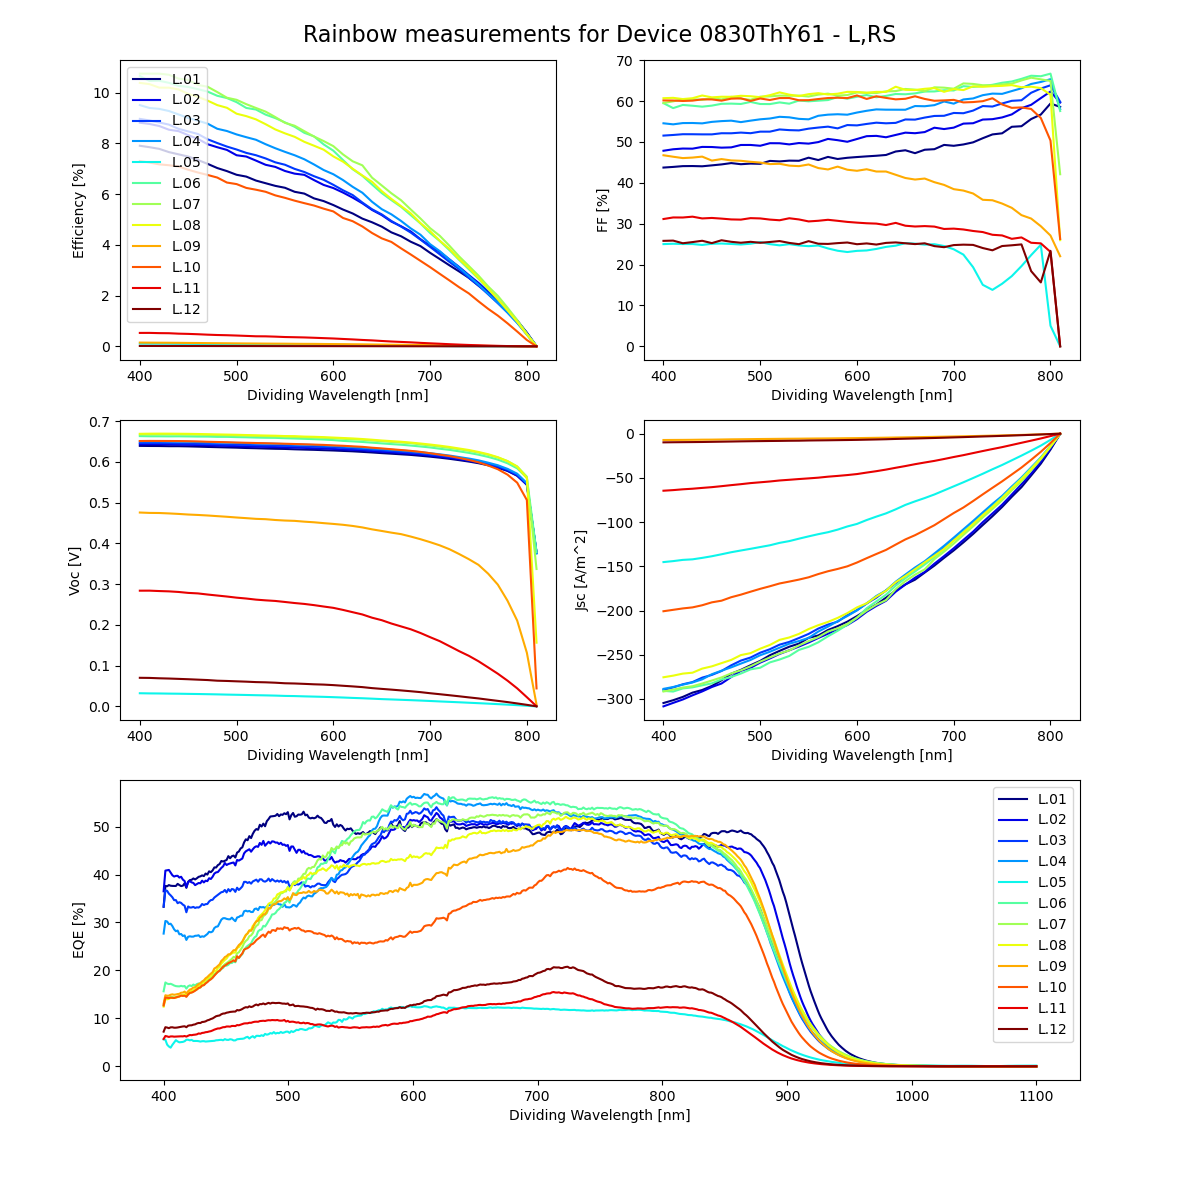 Rainbow measurements for Device 0830ThY61 - L,RS
Efficiency [%]
10
8
6
4
2
0
L.01
L.02
L.03
L.04
L.05
L.06
L.07
L.08
L.09
L.10
L.11
L.12
400 500 600 700 800
Dividing Wavelength [nm]
FF [%]
70
60
50
40
30
20
10
0
400 500 600 700 800
Dividing Wavelength [nm]
Voc [V]
0.7
0.6
0.5
0.4
0.3
0.2
0.1
0.0
400 500 600 700 800
Dividing Wavelength [nm]
Jsc [A/m^2]
0
−50
−100
−150
−200
−250
−300
400 500 600 700 800
Dividing Wavelength [nm]
EQE [%]
50
40
30
20
10
0
L.01
L.02
L.03
L.04
L.05
L.06
L.07
L.08
L.09
L.10
L.11
L.12
400 500 600 700 800 900 1000 1100
Dividing Wavelength [nm]